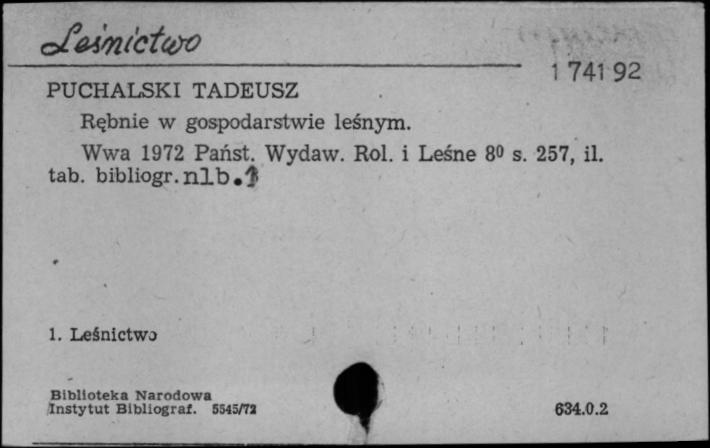 Leśnictwo
1 741 92
PUCHALSKI TADEUSZ
Rębnie w gospodarstwie leśnym.
Wwa 1972 Państ. Wydaw. Rol. i Leśne 8⁰ s. 257, il.
tab. bibliogr. nlb.
1. Leśnictwo
Biblioteka Narodowa
Instytut Bibliograf. 5545/72
634.0.2